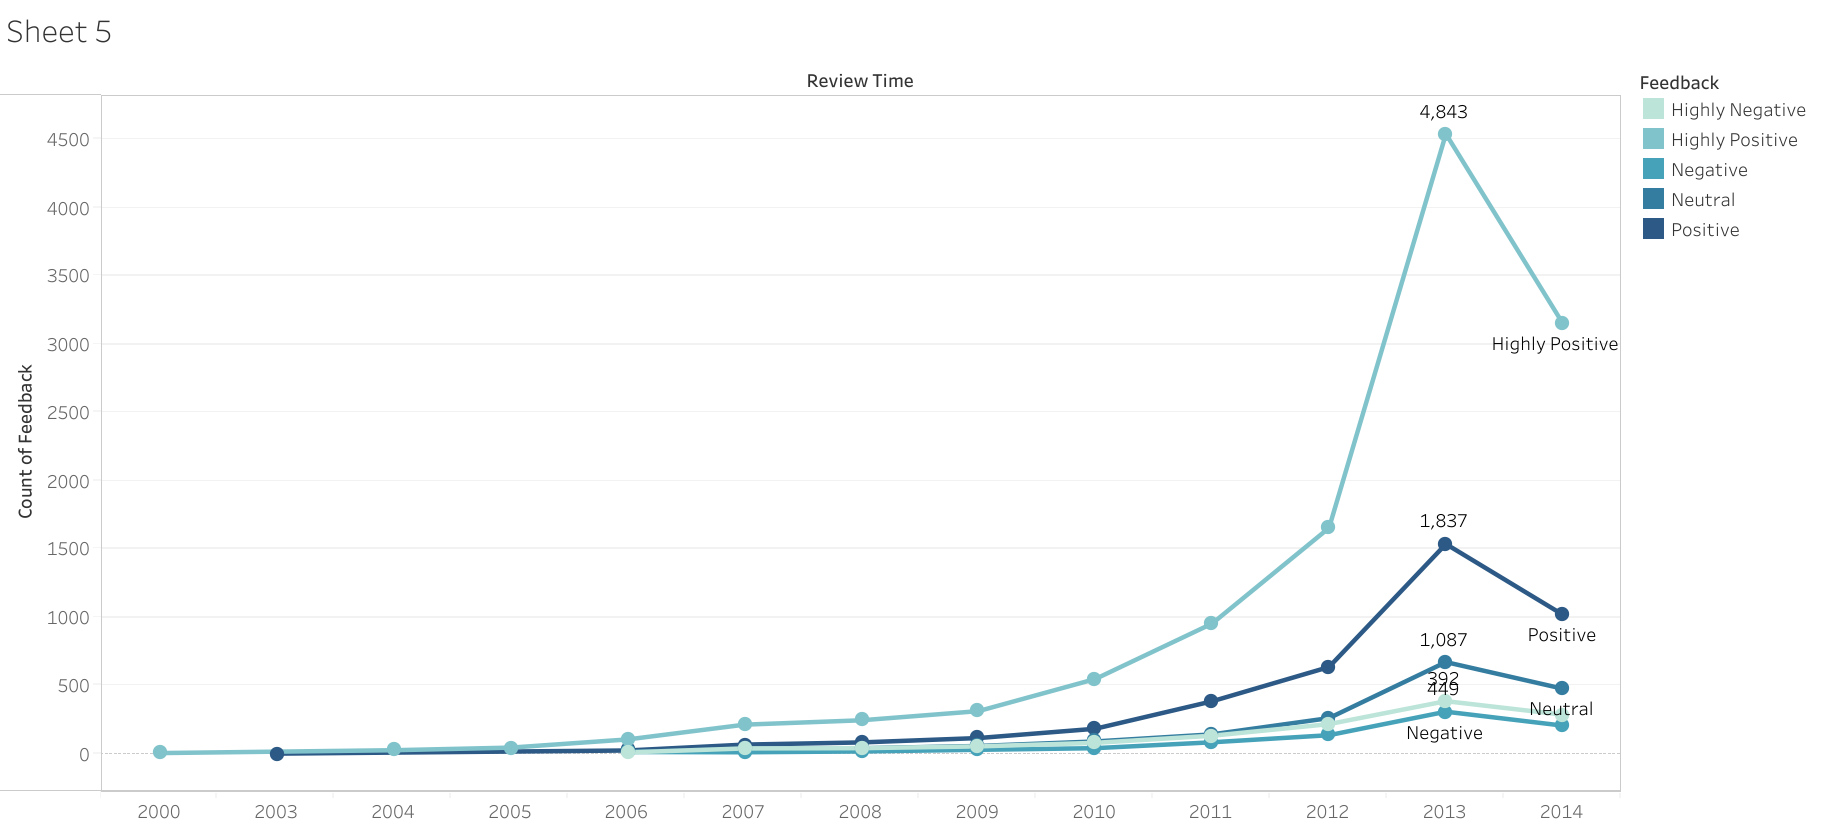 Sheet 5
Review Time
Feedback
Highly Negative
Highly Positive
Negative
Neutral
Positive
Count of Feedback
4500
4000
3500
3000
2500
2000
1500
1000
500
0
4,843
Highly Positive
1,837
Positive
1,087
392
449
Neutral
Negative
2000
2003
2004
2005
2006
2007
2008
2009
2010
2011
2012
2013
2014